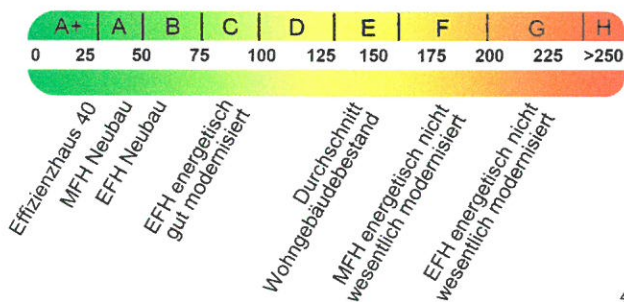 A+ A B C D E F G H
0 25 50 75 100 125 150 175 200 225 >250
Effizienzhaus 40
MFH Neubau
EFH Neubau
EFH energetisch
gut modernisiert
Durchschnitt
Wohngebäudebestand
MFH energetisch nicht
wesentlich modernisiert
EFH energetisch nicht
wesentlich modernisiert